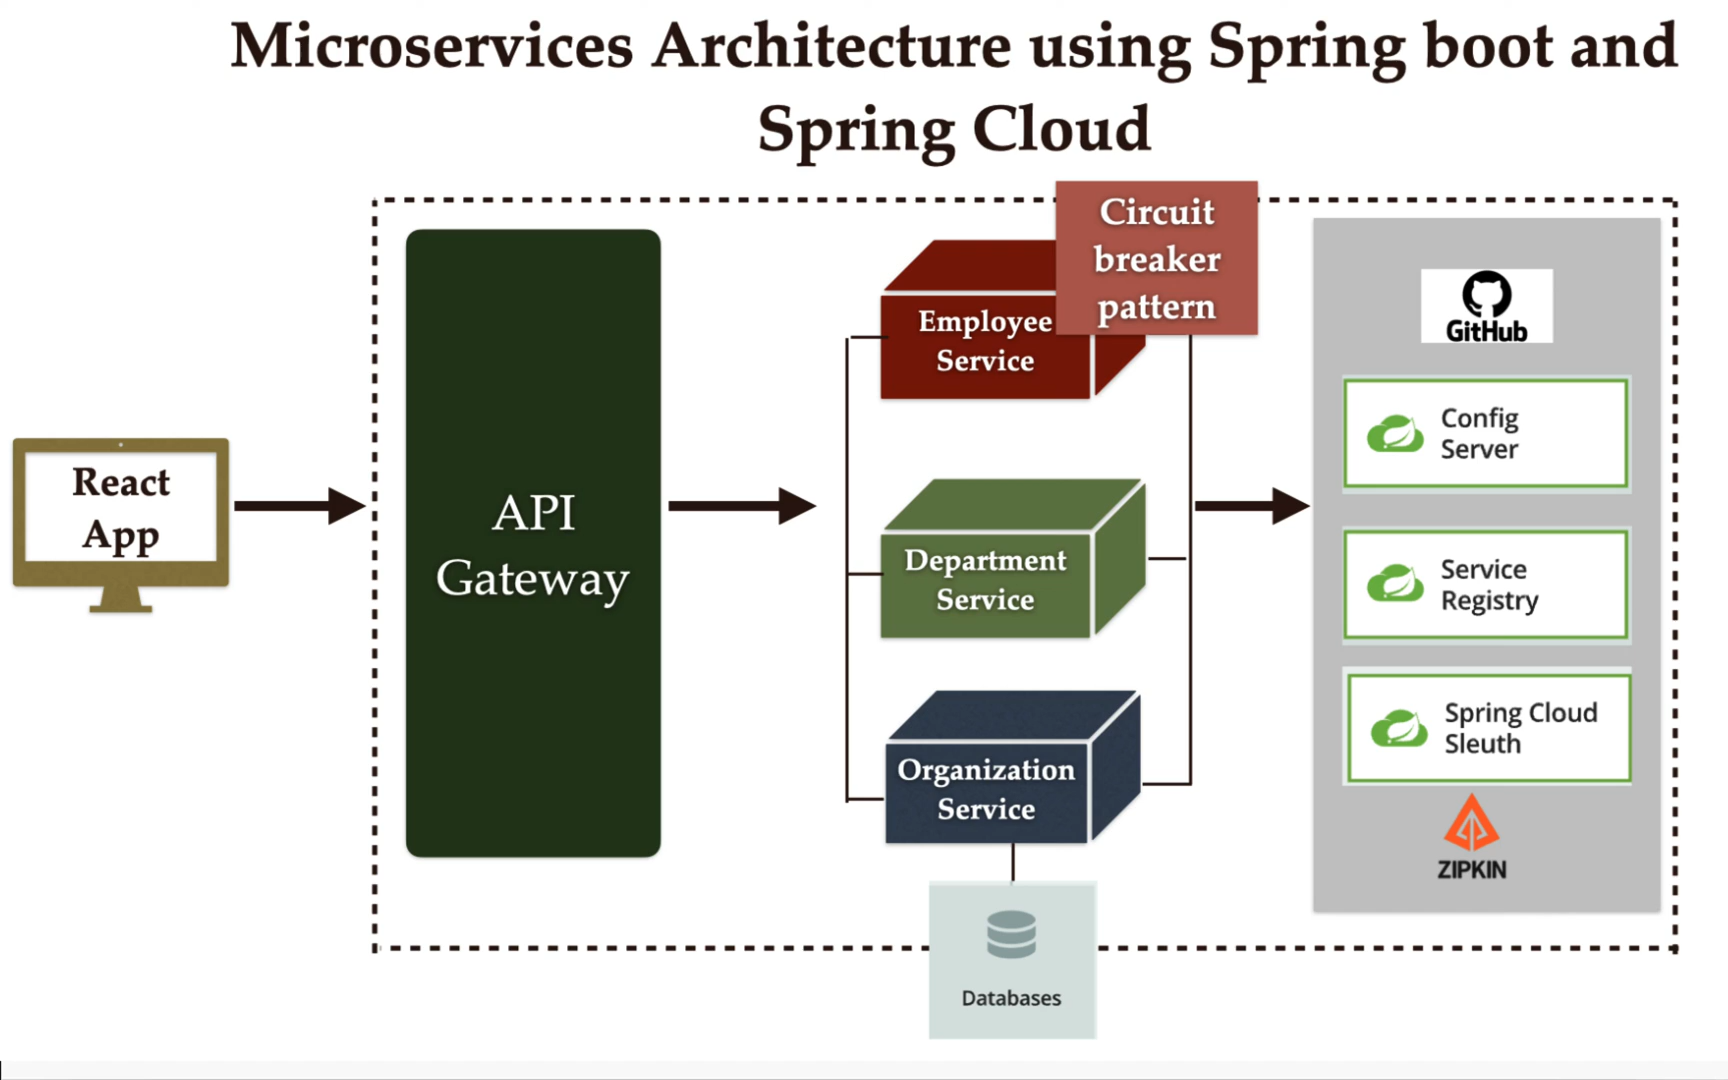 Microservices Architecture using Spring boot and
Spring Cloud
React
App
API
Gateway
Circuit
breaker
pattern
Employee
Service
Department
Service
Organization
Service
Databases
GitHub
Config
Server
Service
Registry
Spring Cloud
Sleuth
ZIPKIN